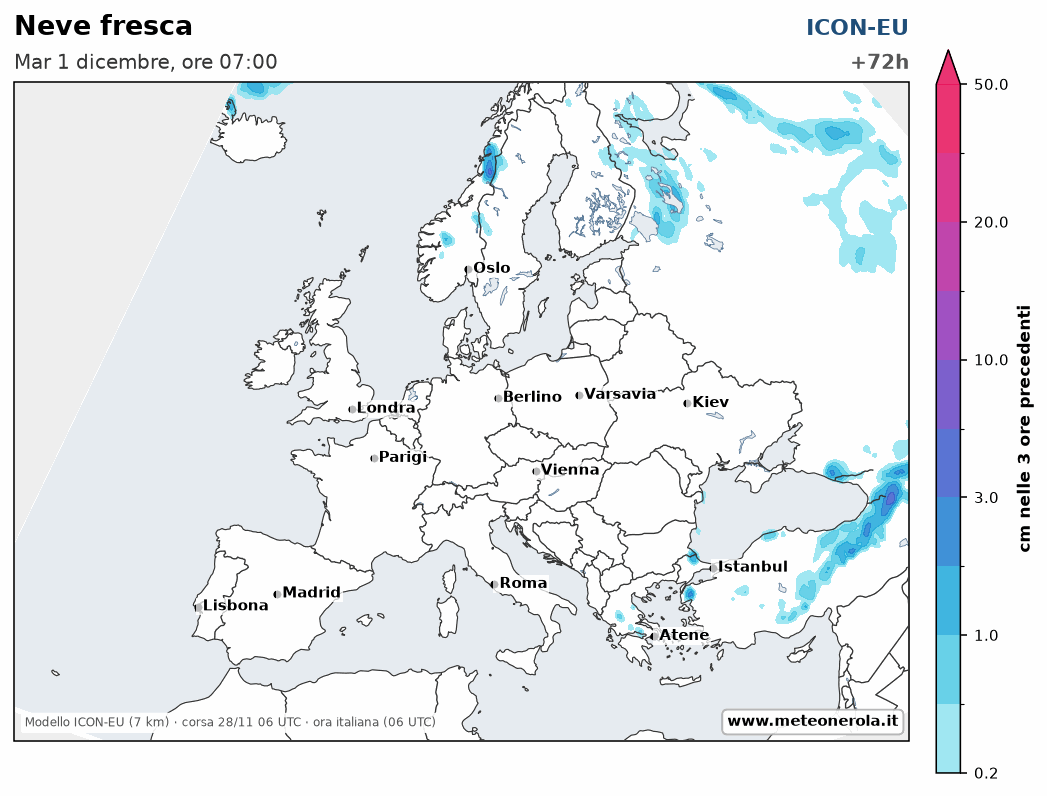 Neve fresca
ICON-EU
Mar 1 dicembre, ore 07:00
+72h
50.0
20.0
10.0
3.0
1.0
0.2
cm nelle 3 ore precedenti
Oslo
Berlino
Varsavia
Kiev
Londra
Parigi
Vienna
Istanbul
Roma
Madrid
Lisbona
Atene
Modello ICON-EU (7 km) · corsa 28/11 06 UTC · ora italiana (06 UTC)
www.meteonerola.it